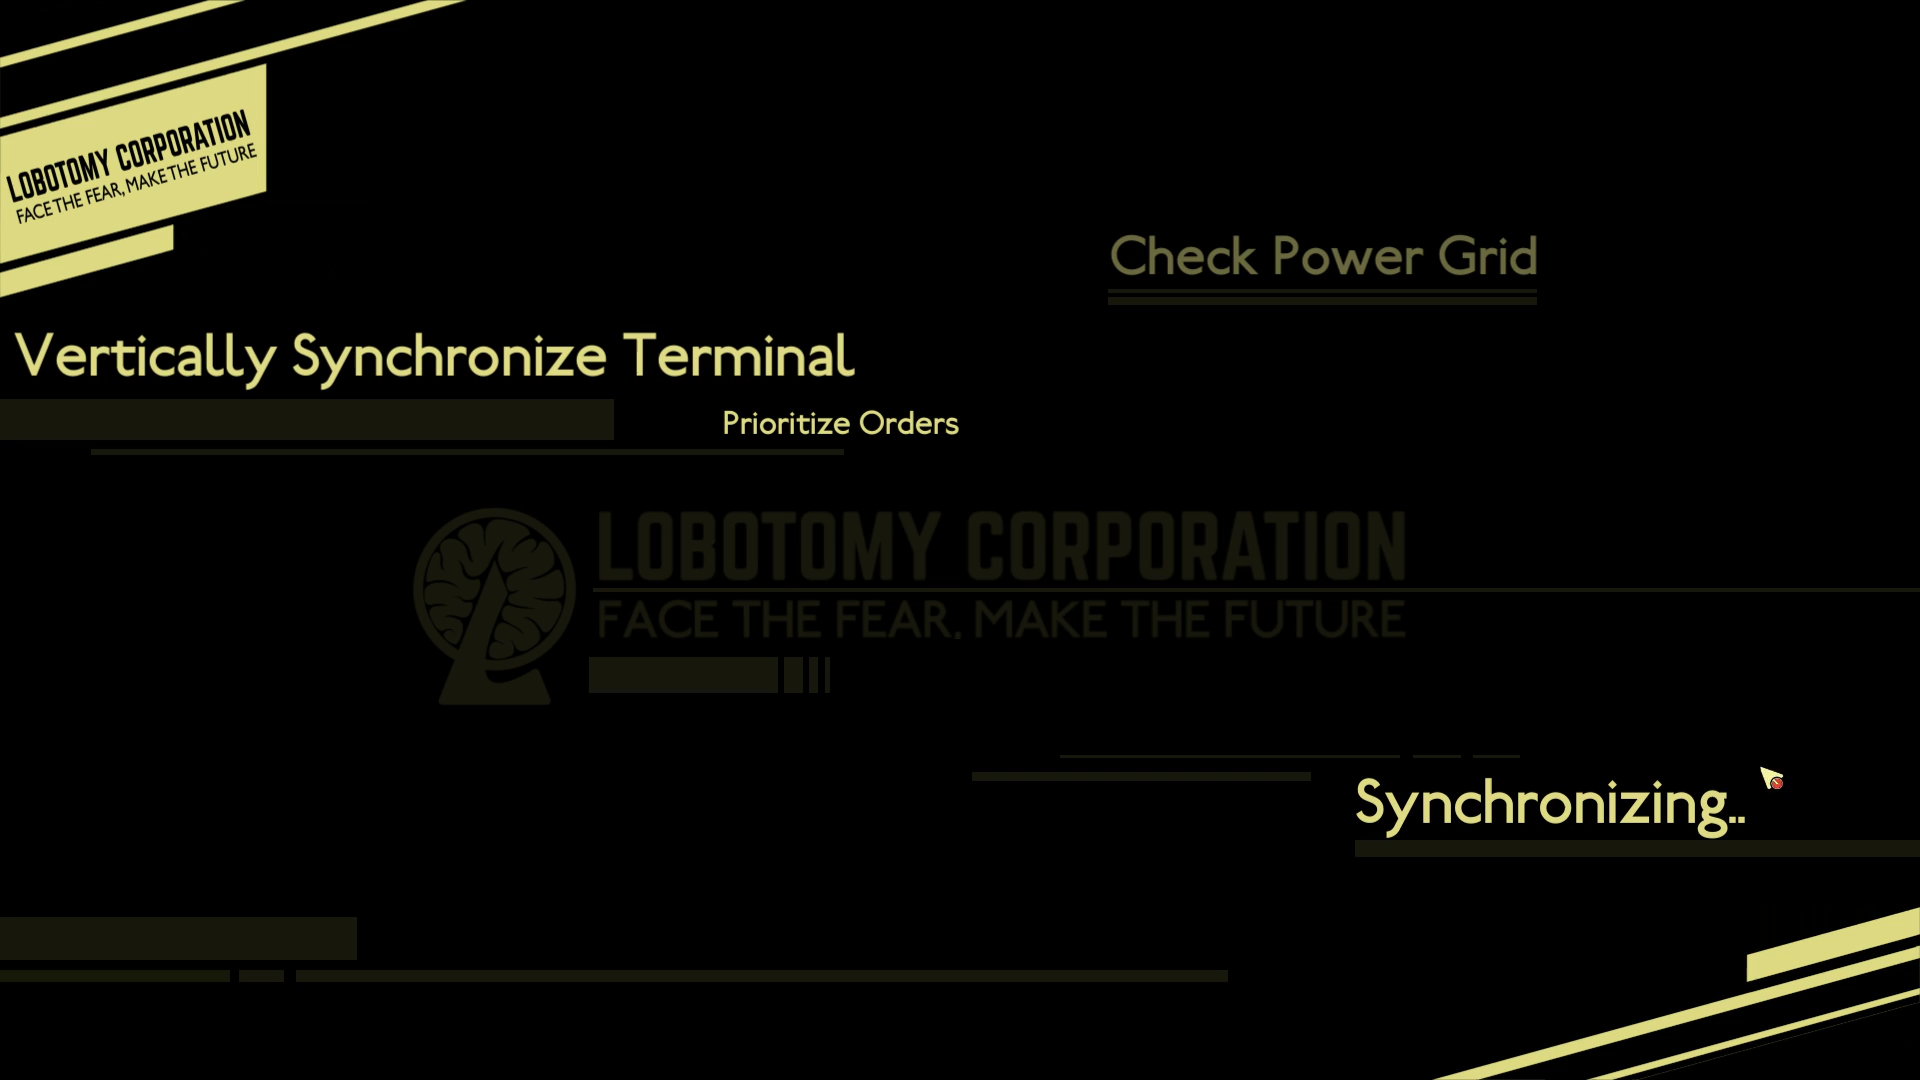 LOBOTOMY CORPORATION
FACE THE FEAR, MAKE THE FUTURE
Check Power Grid
Vertically Synchronize Terminal
Prioritize Orders
LOBOTOMY CORPORATION
FACE THE FEAR, MAKE THE FUTURE
Synchronizing..